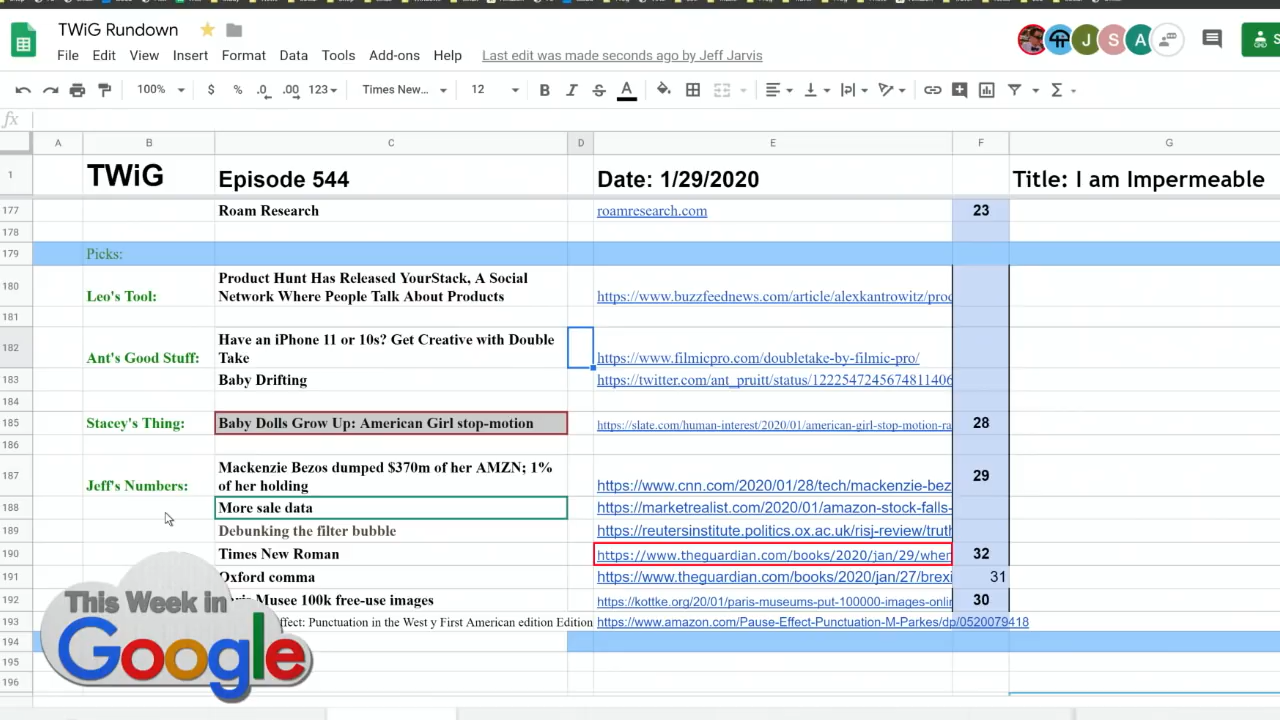 TWiG Rundown
File Edit View Insert Format Data Tools Add-ons Help Last edit was made seconds ago by Jeff Jarvis
J S A S
100% $ % .0 .00 123 Times New... 12 B I S A
fx
A B C D E F G
1 TWiG Episode 544 Date: 1/29/2020 Title: I am Impermeable
177 Roam Research roamresearch.com 23
178
179 Picks:
Product Hunt Has Released YourStack, A Social
180 Leo's Tool: Network Where People Talk About Products https://www.buzzfeednews.com/article/alexkantrowitz/prod
181
Have an iPhone 11 or 10s? Get Creative with Double
182 Ant's Good Stuff: Take https://www.filmicpro.com/doubletake-by-filmic-pro/
183 Baby Drifting https://twitter.com/ant_pruitt/status/1222547245674811406
184
185 Stacey's Thing: Baby Dolls Grow Up: American Girl stop-motion https://slate.com/human-interest/2020/01/american-girl-stop-motion-ra 28
186
Mackenzie Bezos dumped $370m of her AMZN; 1%
187 Jeff's Numbers: of her holding https://www.cnn.com/2020/01/28/tech/mackenzie-bez 29
188 More sale data https://marketrealist.com/2020/01/amazon-stock-falls-
189 Debunking the filter bubble https://reutersinstitute.politics.ox.ac.uk/risj-review/truth
190 Times New Roman https://www.theguardian.com/books/2020/jan/29/when 32
191 Oxford comma https://www.theguardian.com/books/2020/jan/27/brexi 31
192 Musee 100k free-use images https://kottke.org/20/01/paris-museums-put-100000-images-onlin 30
193 ffect: Punctuation in the West y First American edition Edition https://www.amazon.com/Pause-Effect-Punctuation-M-Parkes/dp/0520079418
194
195
196
This Week in
Google